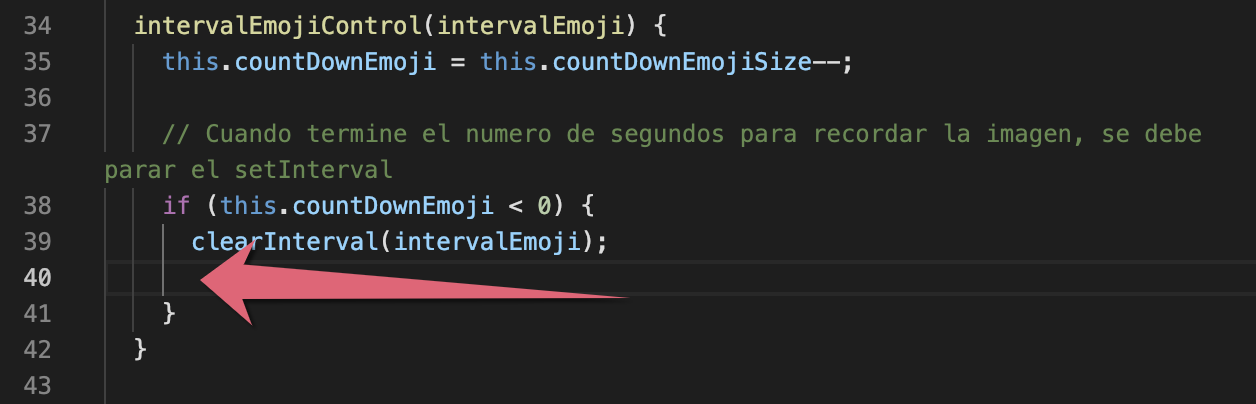 34 intervalEmojiControl(intervalEmoji) {
35 this.countDownEmoji = this.countDownEmojiSize--;
36
37 // Cuando termine el numero de segundos para recordar la imagen, se debe
parar el setInterval
38 if (this.countDownEmoji < 0) {
39 clearInterval(intervalEmoji);
40
41 }
42 }
43